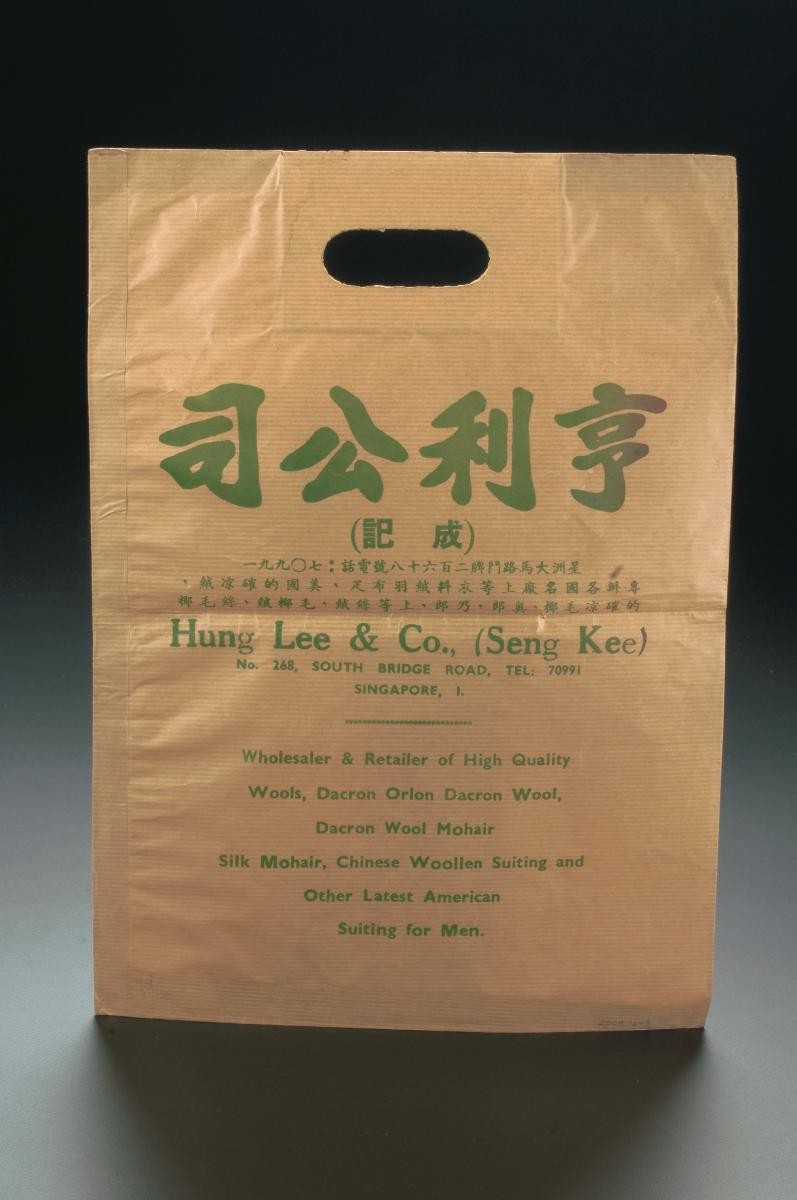 亨利公司
(成記)
星洲大馬路門牌二百六十八號電話：七〇九九一
專辦各國名廠上等衣料絨羽布疋、美國的確凉絨、
的確凉毛椰、奥郎、乃郎、上等絲絨、毛椰絨、絲毛椰
Hung Lee & Co., (Seng Kee)
No. 268, SOUTH BRIDGE ROAD, TEL: 70991
SINGAPORE, 1.
Wholesaler & Retailer of High Quality
Wools, Dacron Orlon Dacron Wool,
Dacron Wool Mohair
Silk Mohair, Chinese Woollen Suiting and
Other Latest American
Suiting for Men.